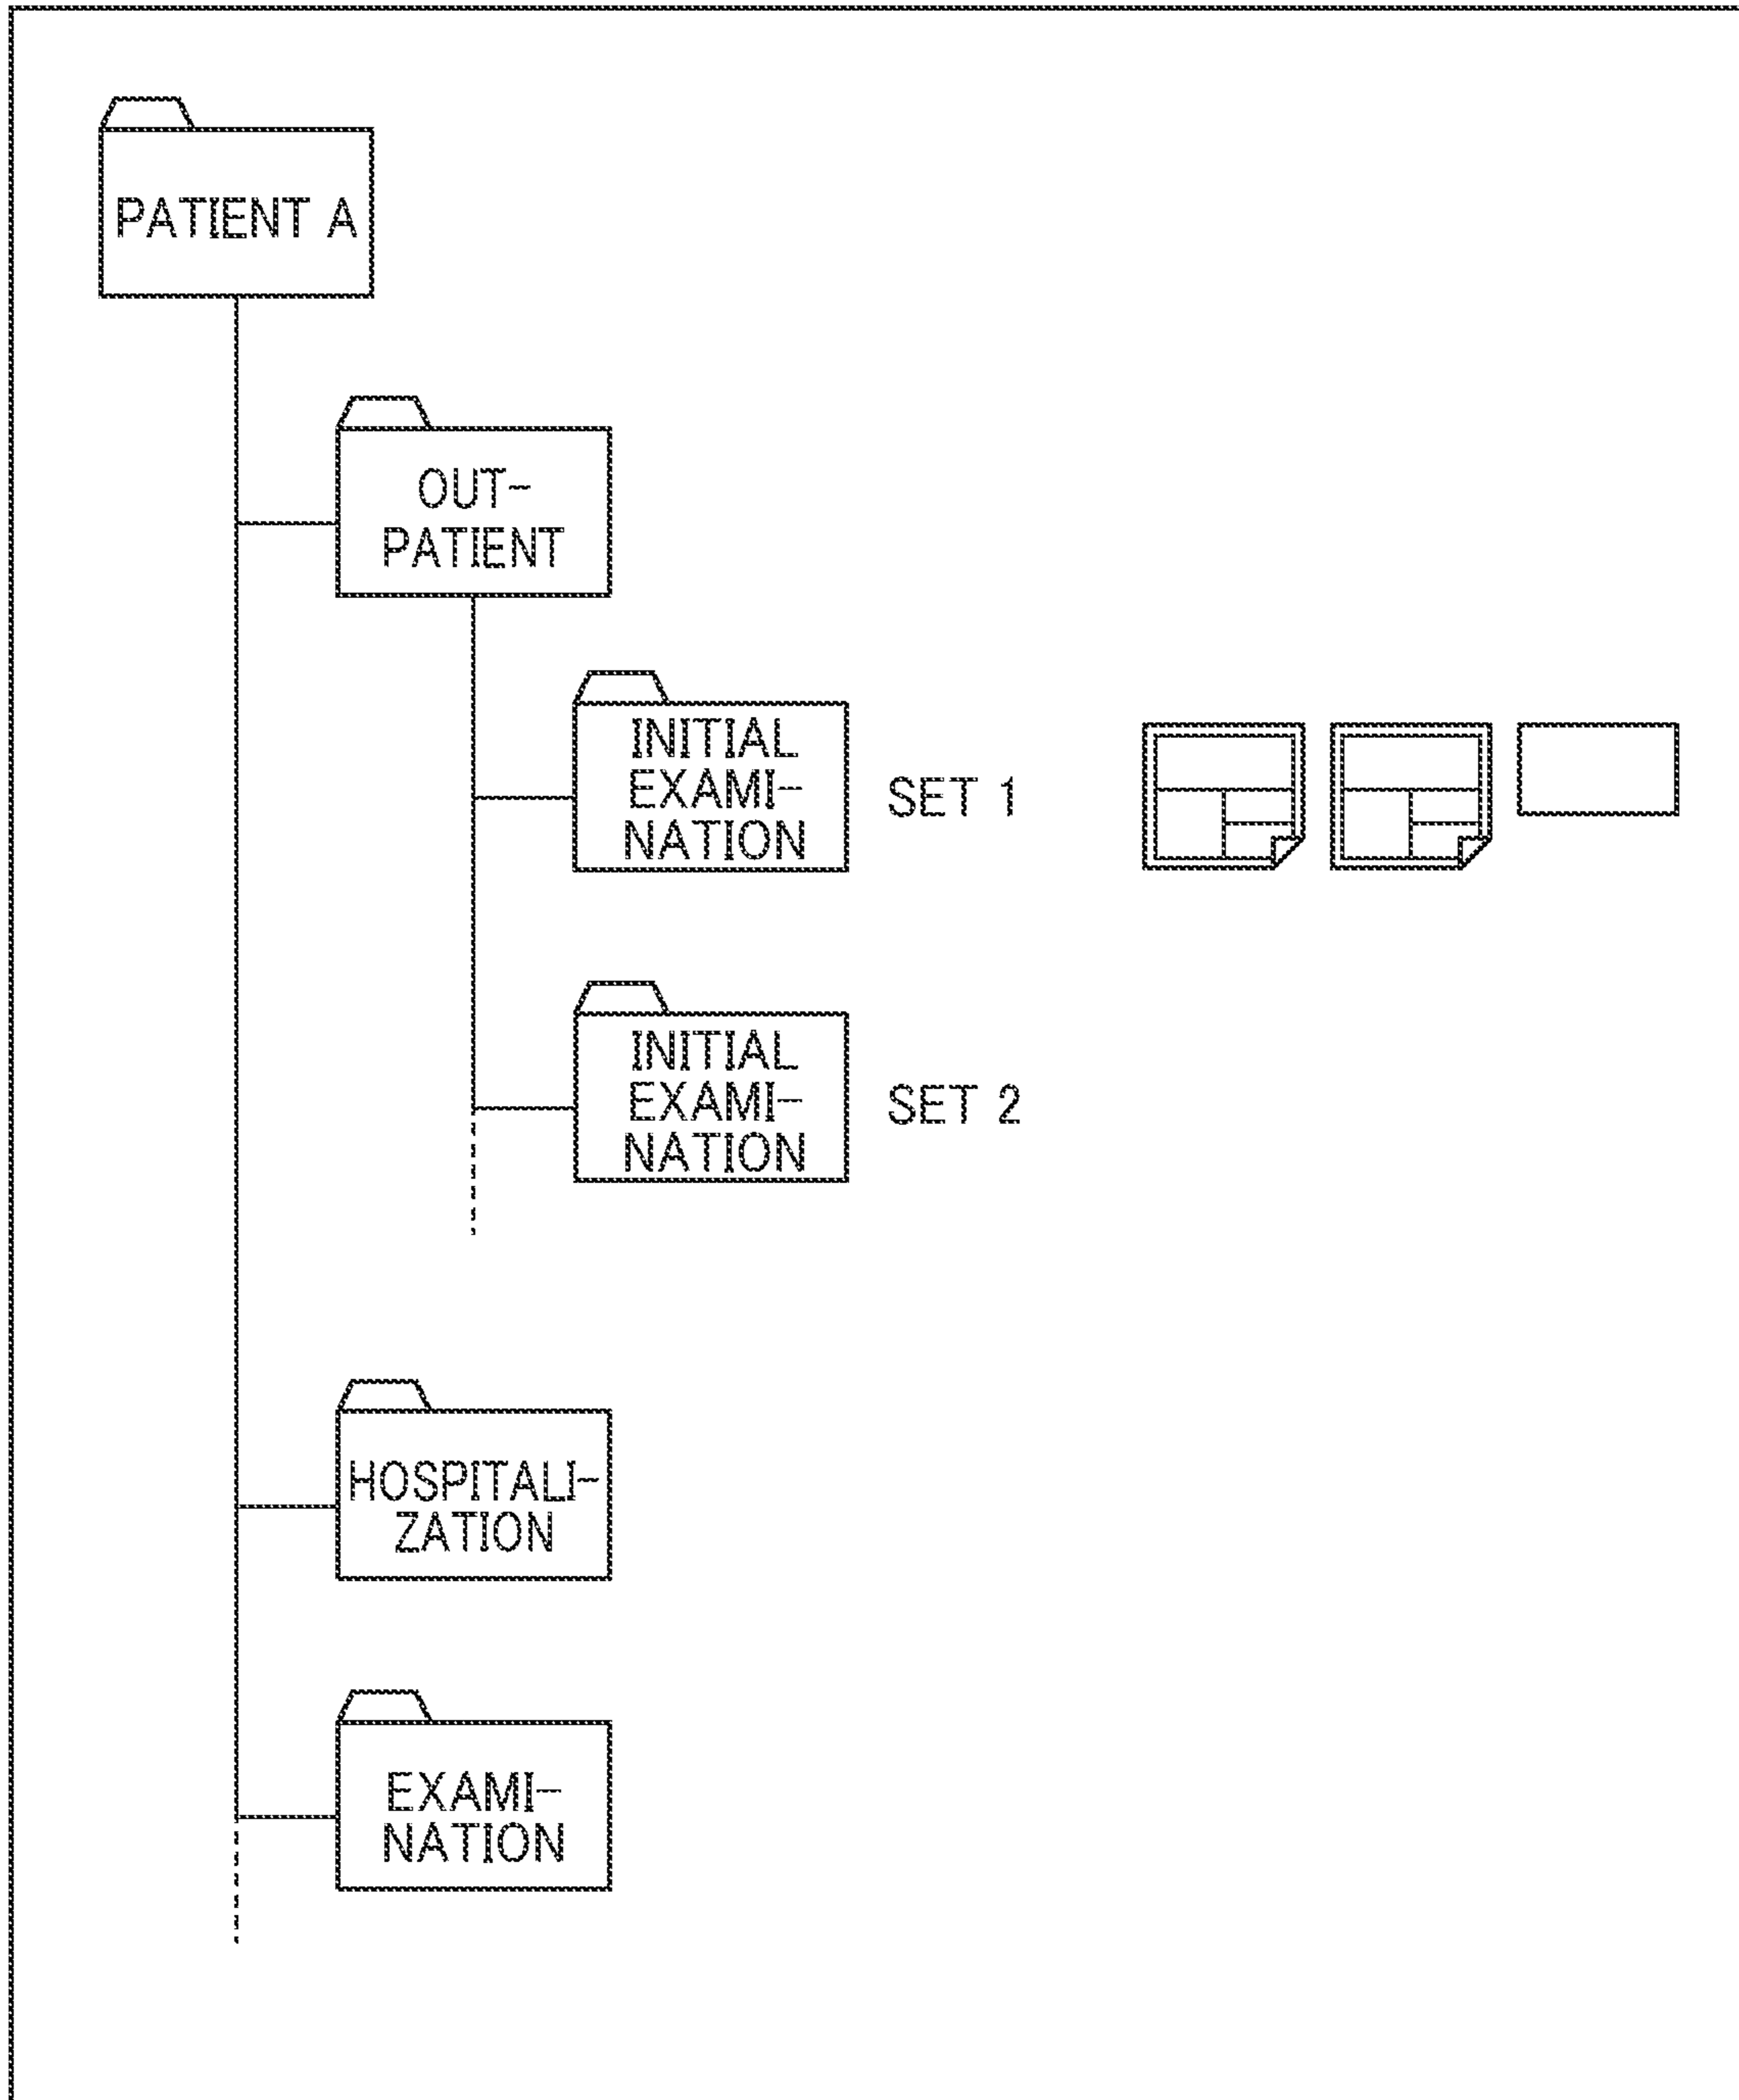 PATIENT A
OUT-
PATIENT
INITIAL
EXAMI-
NATION
SET 1
INITIAL
EXAMI-
NATION
SET 2
HOSPITALI-
ZATION
EXAMI-
NATION